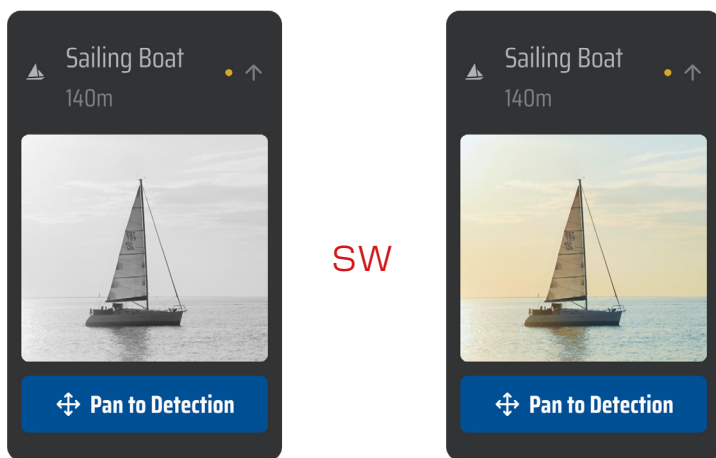 Sailing Boat
140m
Pan to Detection
SW
Sailing Boat
140m
Pan to Detection